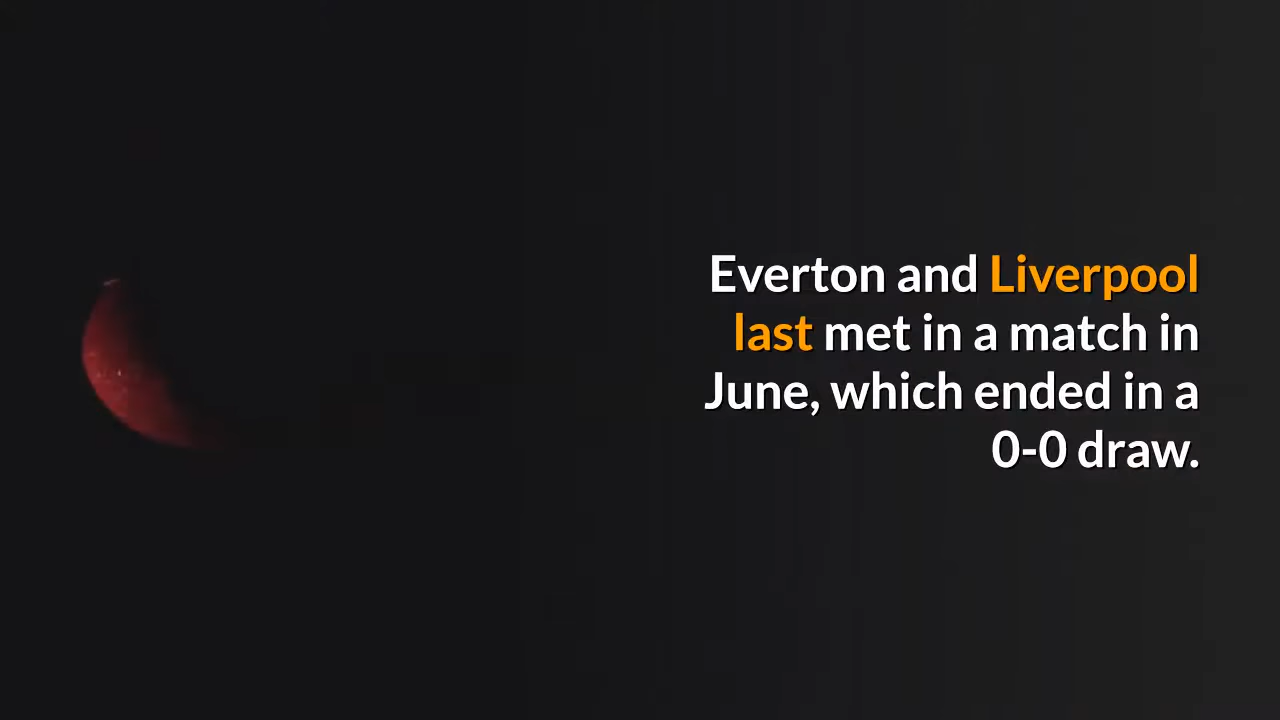 Everton and Liverpool
last met in a match in
June, which ended in a
0-0 draw.